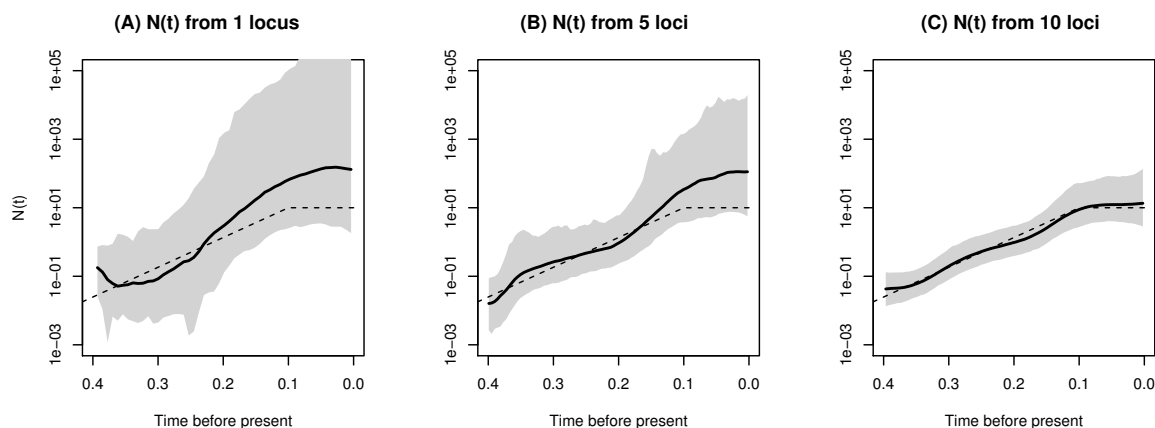 (A) N(t) from 1 locus
(B) N(t) from 5 loci
(C) N(t) from 10 loci
N(t)
1e+05
1e+03
1e+01
1e−01
1e−03
0.4 0.3 0.2 0.1 0.0
Time before present
1e+05
1e+03
1e+01
1e−01
1e−03
0.4 0.3 0.2 0.1 0.0
Time before present
1e+05
1e+03
1e+01
1e−01
1e−03
0.4 0.3 0.2 0.1 0.0
Time before present